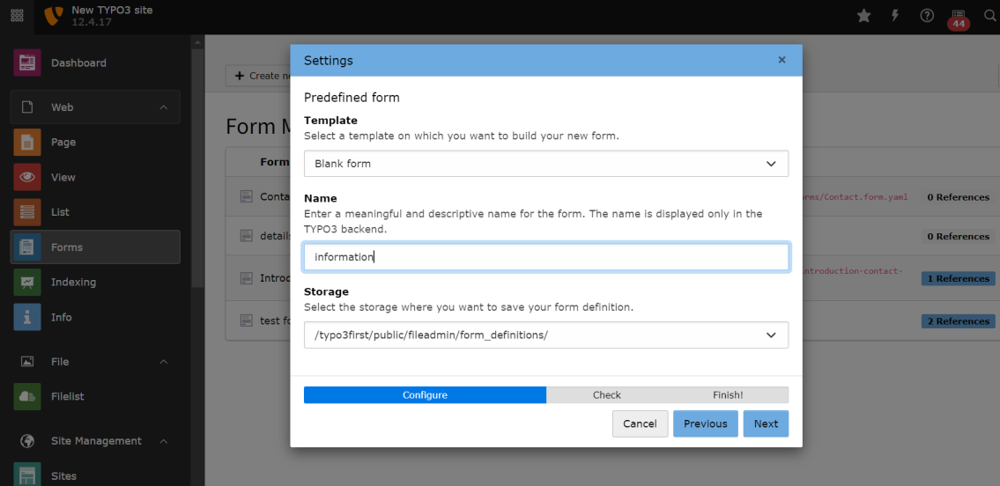 New TYPO3 site
12.4.17
44
Dashboard
Web
Page
View
List
Forms
Indexing
Info
File
Filelist
Site Management
Sites
Settings
Predefined form
Template
Select a template on which you want to build your new form.
Blank form
Name
Enter a meaningful and descriptive name for the form. The name is displayed only in the
TYPO3 backend.
information
Storage
Select the storage where you want to save your form definition.
/typo3first/public/fileadmin/form_definitions/
Configure Check Finish!
Cancel Previous Next
+ Create ne
Form M
Form
Conta
orms/Contact.form.yaml 0 References
details
0 References
Introd
introduction-contact-
1 References
test fo
2 References